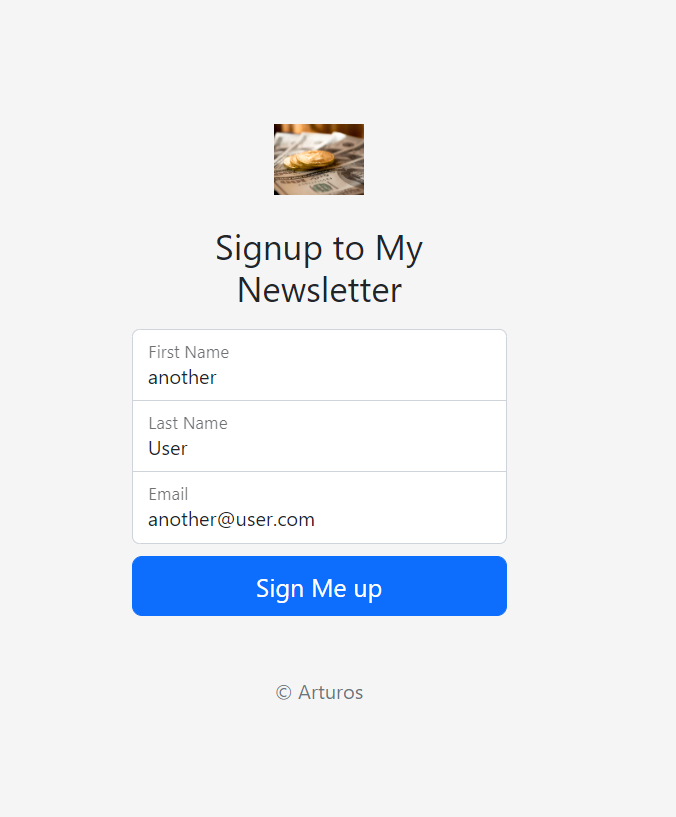 Signup to My
Newsletter
First Name
another
Last Name
User
Email
another@user.com
Sign Me up
© Arturos